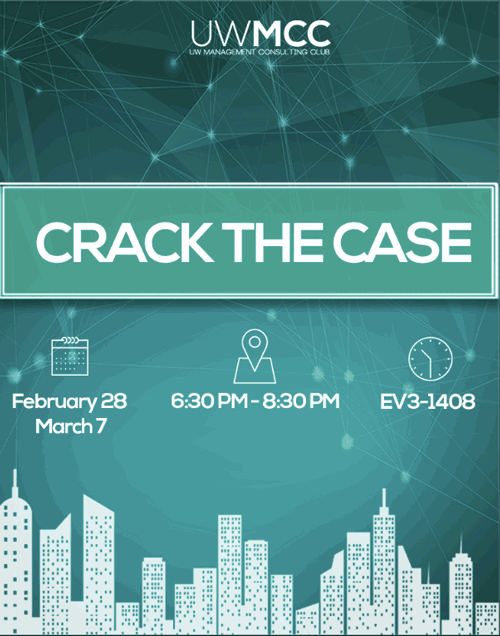 UWMCC
UW MANAGEMENT CONSULTING CLUB
CRACK THE CASE
February 28
March 7
6:30 PM - 8:30 PM
EV3-1408